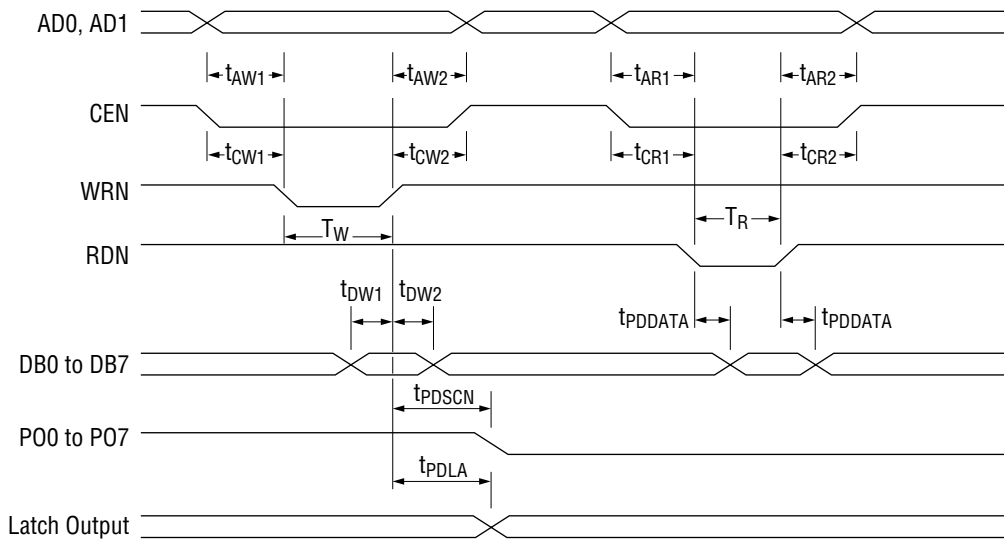 AD0, AD1
tAW1 tAW2 tAR1 tAR2
CEN
tCW1 tCW2 tCR1 tCR2
WRN
TW TR
RDN
tDW1 tDW2 tPDDATA tPDDATA
DB0 to DB7
tPDSCN
PO0 to PO7
tPDLA
Latch Output